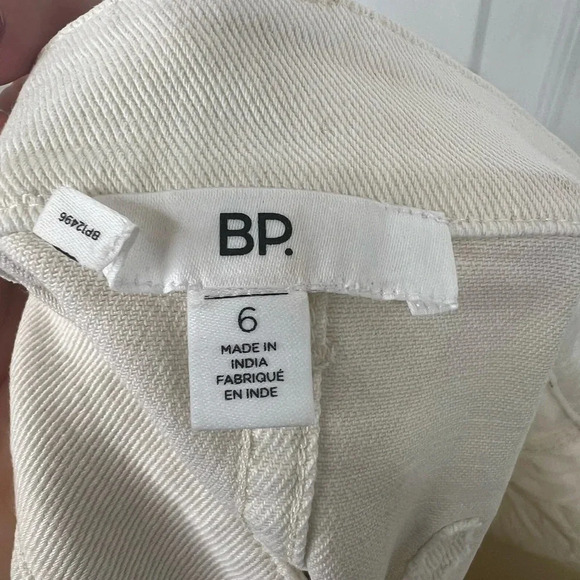 BP12496
BP.
6
MADE IN
INDIA
FABRIQUÉ
EN INDE